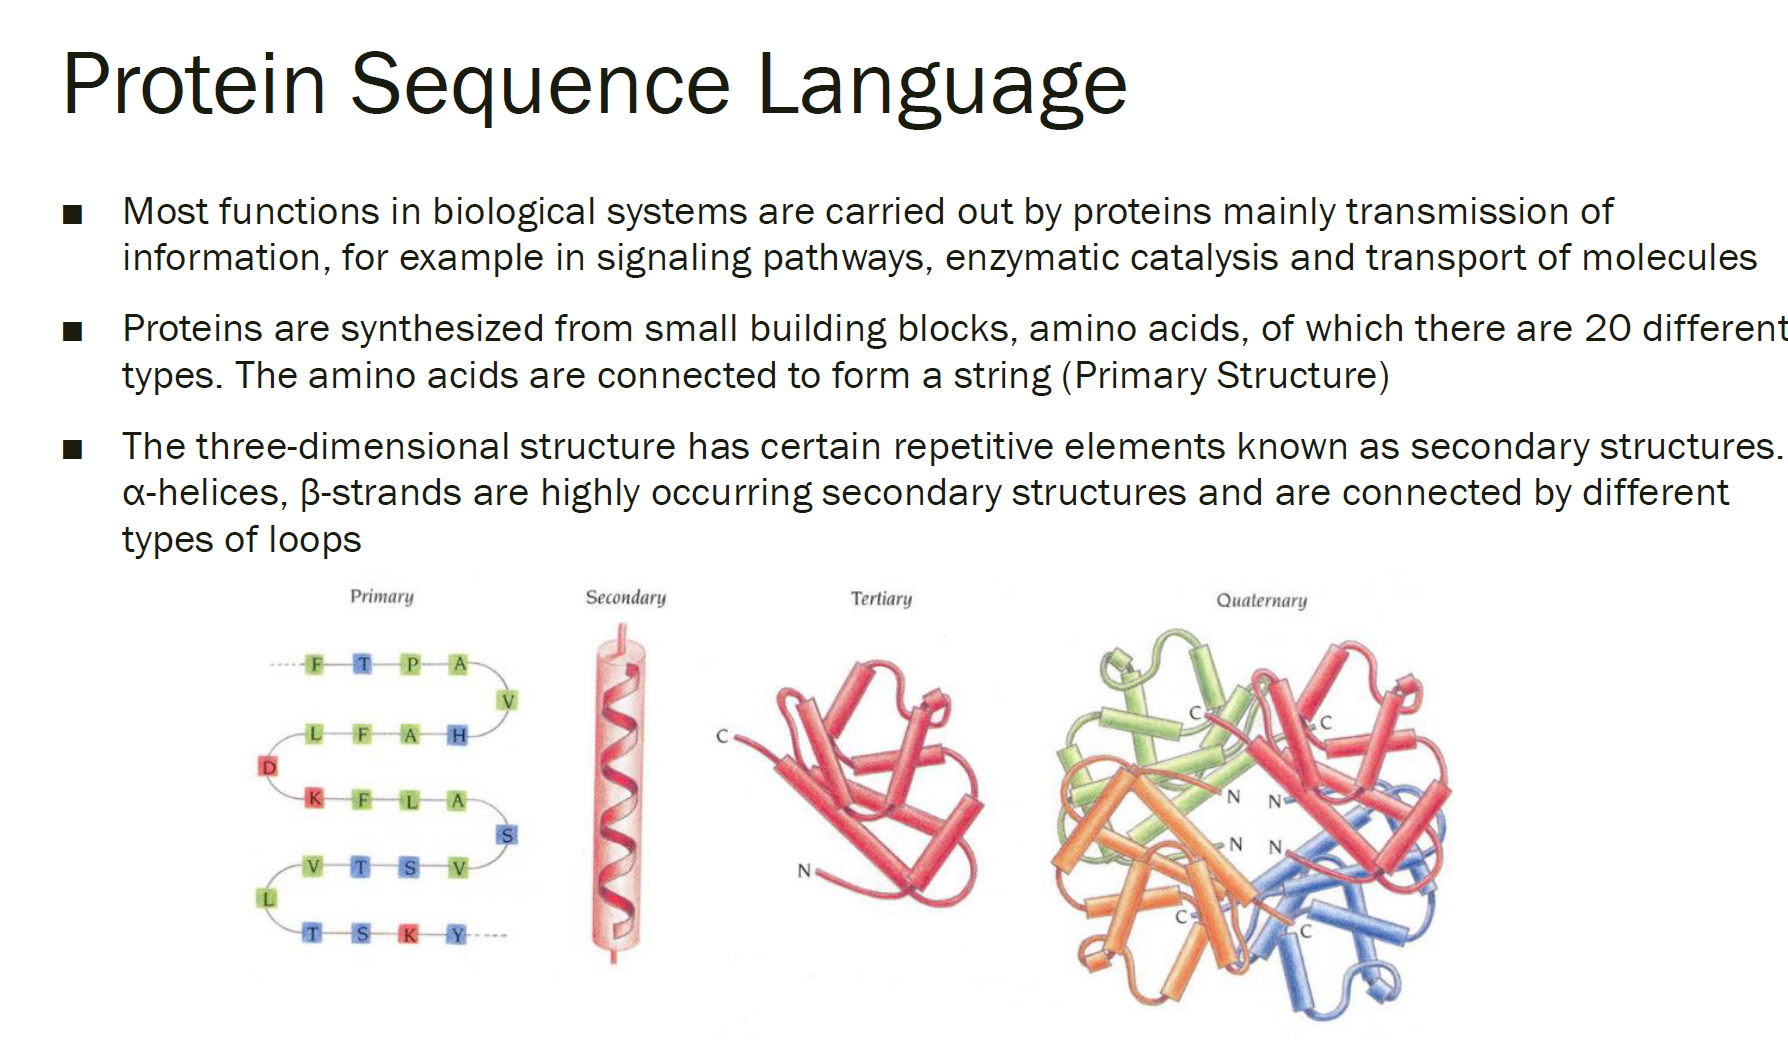 Protein Sequence Language
■ Most functions in biological systems are carried out by proteins mainly transmission of
information, for example in signaling pathways, enzymatic catalysis and transport of molecules
■ Proteins are synthesized from small building blocks, amino acids, of which there are 20 different
types. The amino acids are connected to form a string (Primary Structure)
■ The three-dimensional structure has certain repetitive elements known as secondary structures.
α-helices, β-strands are highly occurring secondary structures and are connected by different
types of loops
Primary
F T P A
V
L F A H
D
K F L A
S
V T S V
L
T S K Y
Secondary
Tertiary
C
N
Quaternary
C C
N N
N N
C C